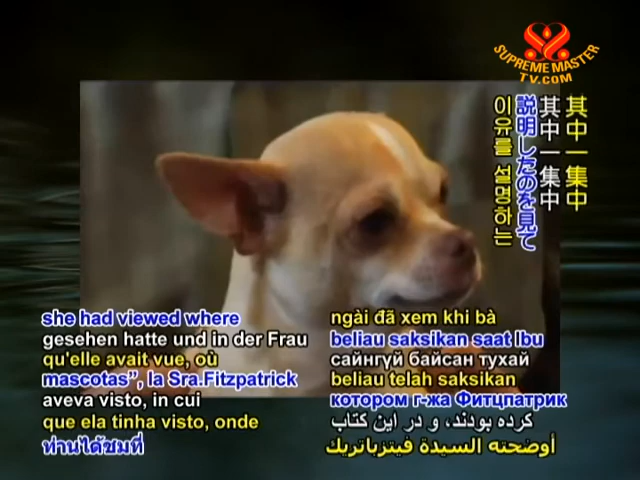 SUPREME MASTER
TV.COM
其中一集中
其中一集中
説明したのを見て
이유를 설명하는
she had viewed where
gesehen hatte und in der Frau
qu'elle avait vue, où
mascotas”, la Sra.Fitzpatrick
aveva visto, in cui
que ela tinha visto, onde
ท่านได้ชมที่
ngài đã xem khi bà
beliau saksikan saat Ibu
сайнгүй байсан тухай
beliau telah saksikan
котором г-жа Фитцпатрик
کرده بودند، و در این کتاب
أوضحته السيدة فيتزباتريك